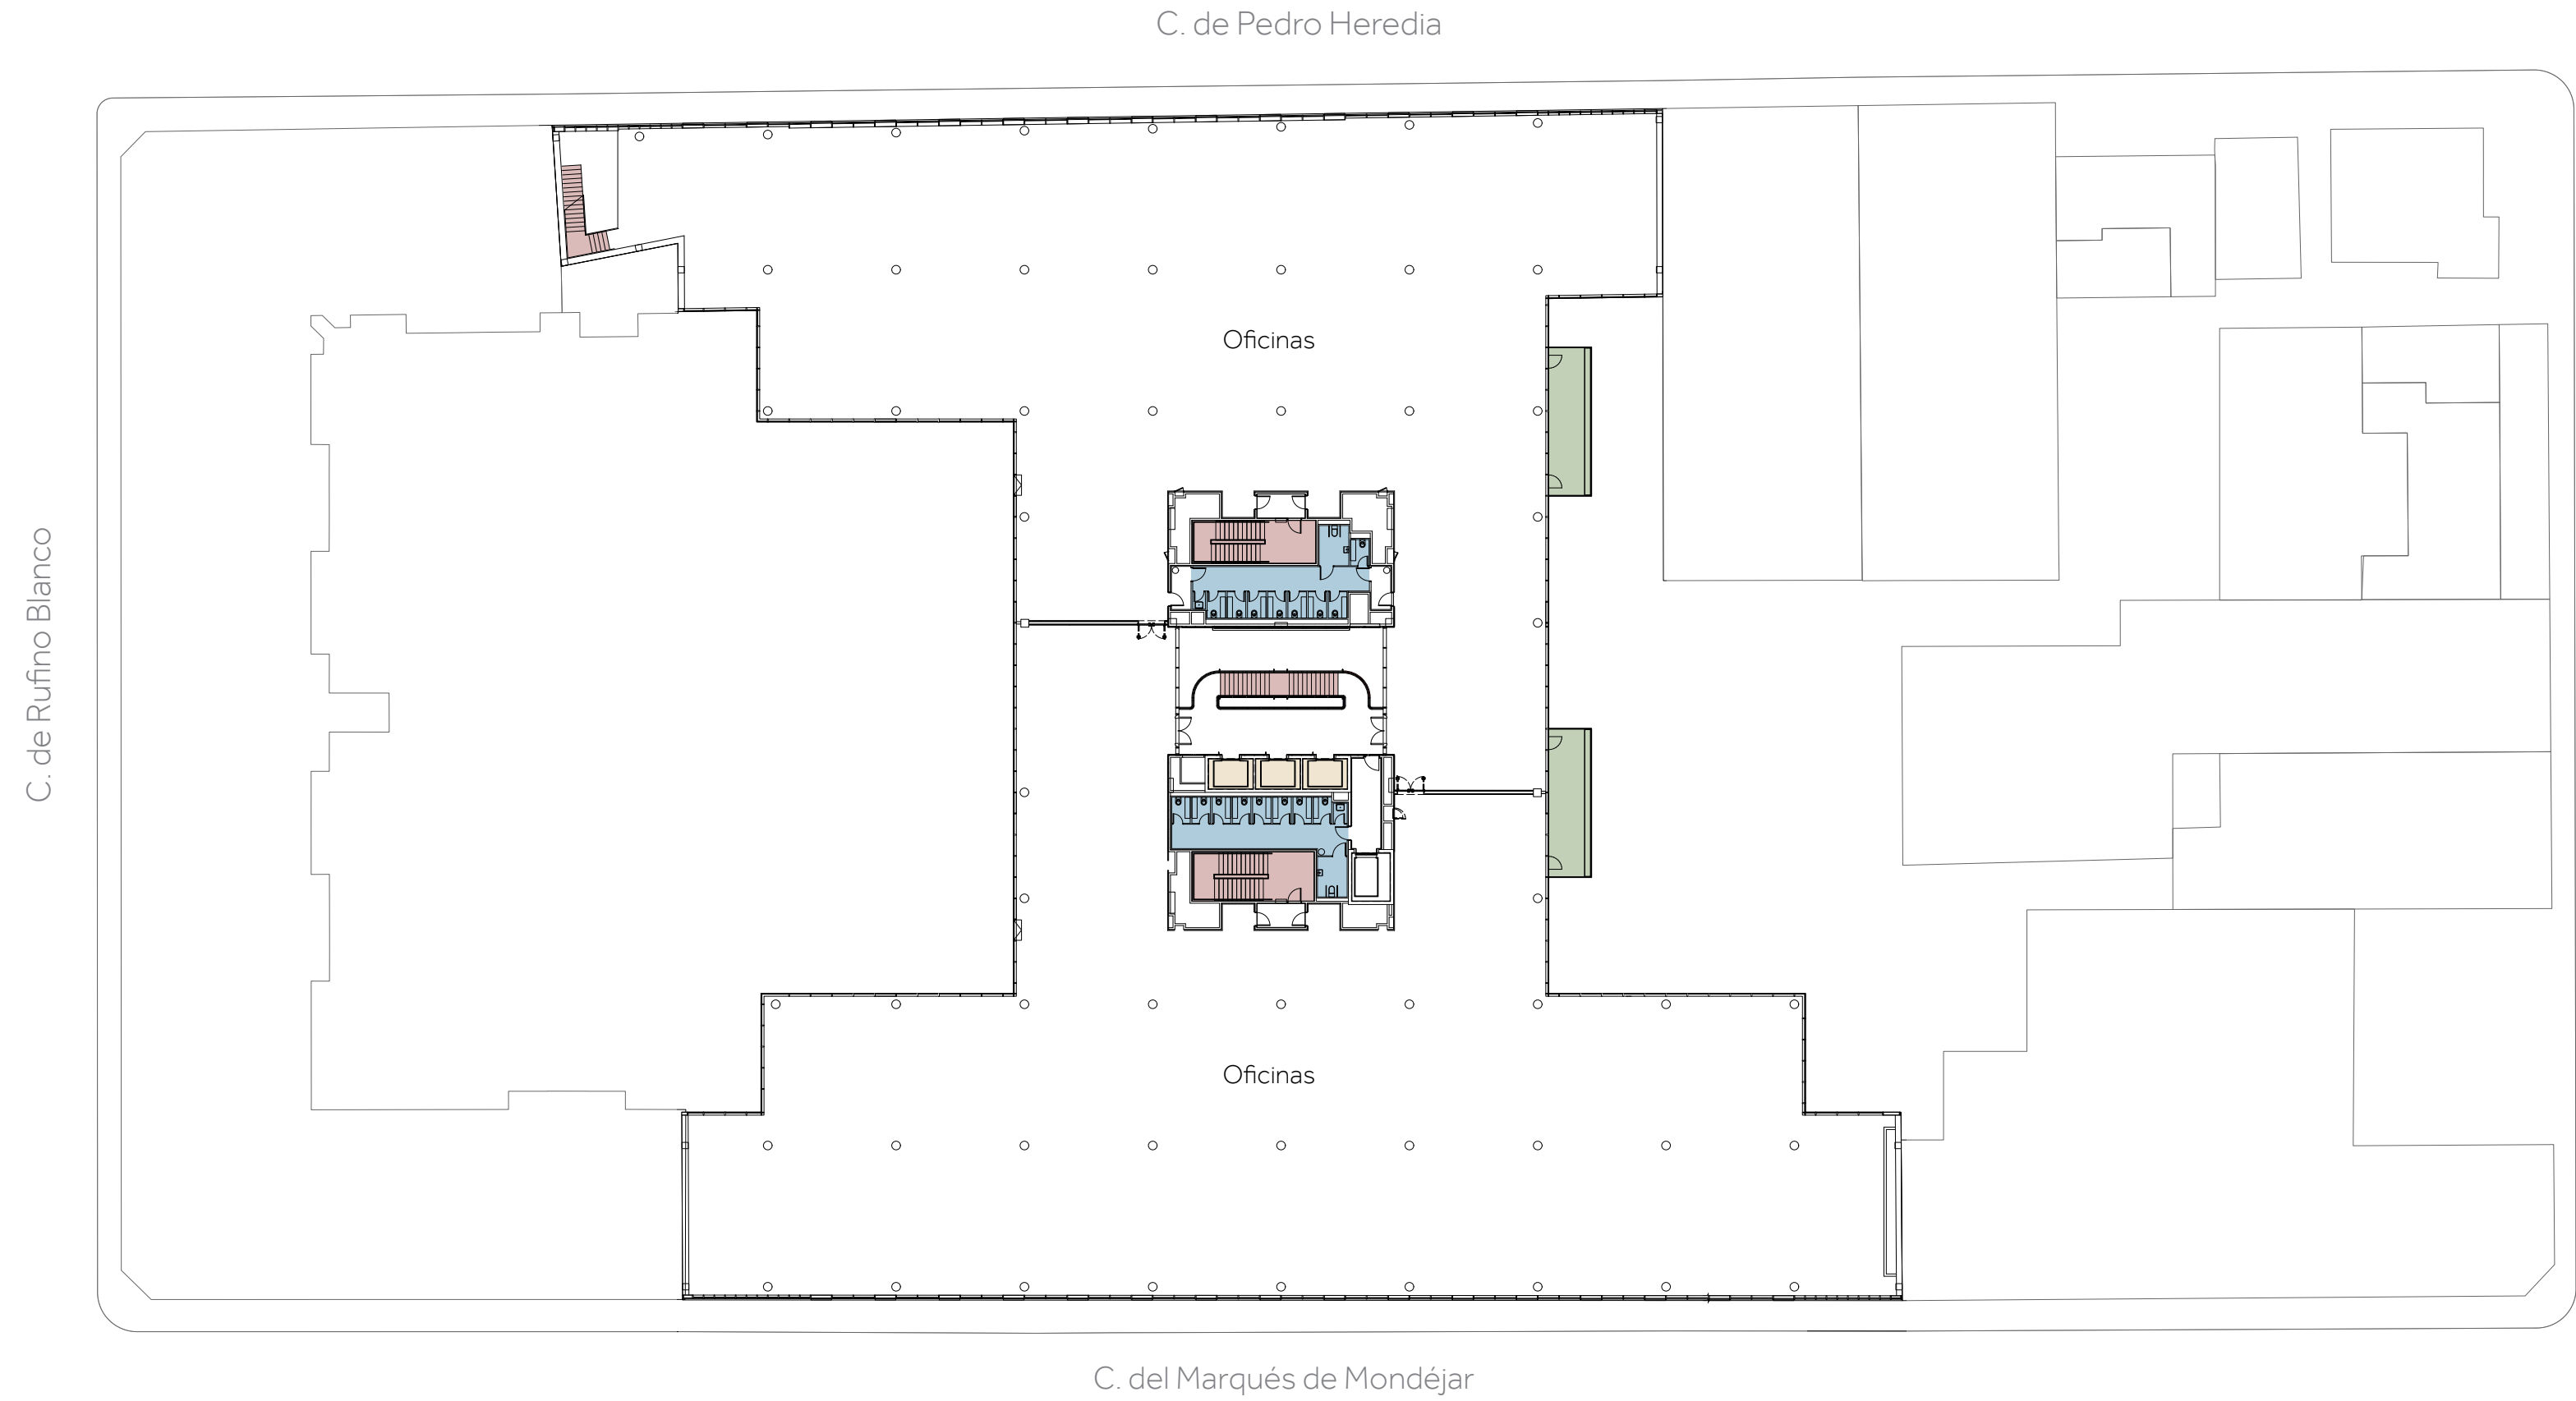 C. de Pedro Heredia
Oficinas
C. de Rufino Blanco
Oficinas
C. del Marqués de Mondéjar